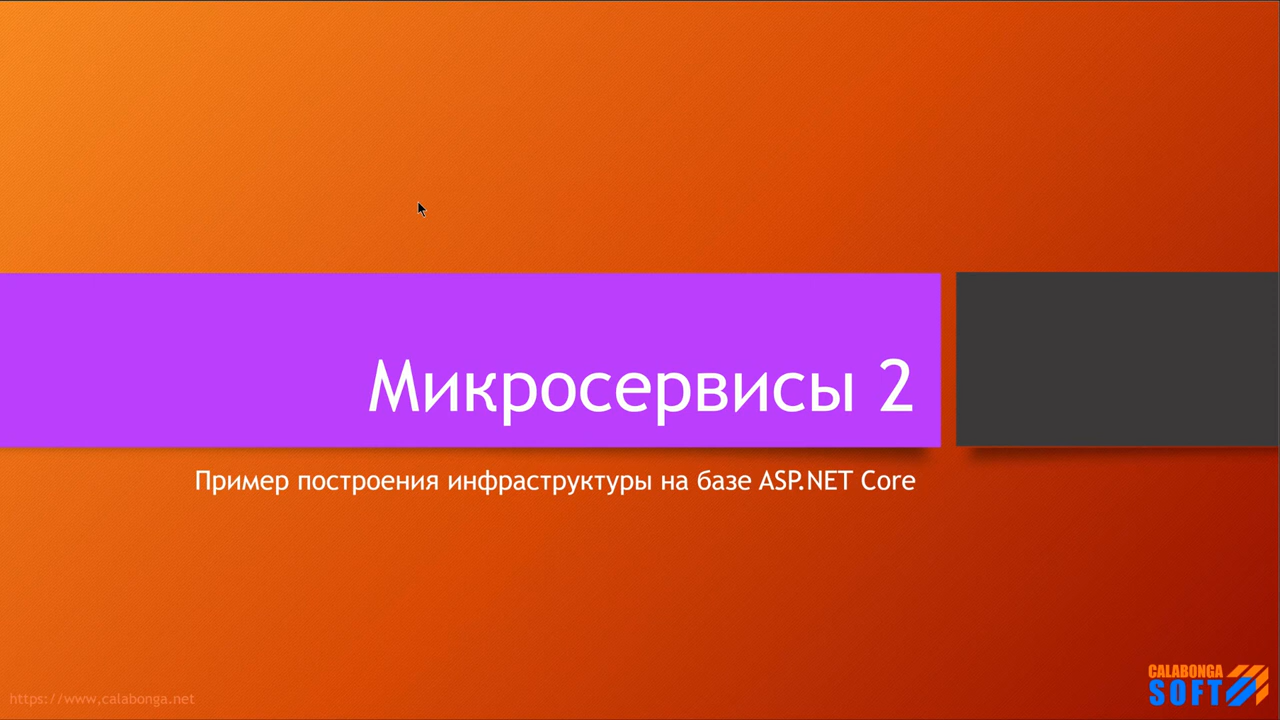 Микросервисы 2
Пример построения инфраструктуры на базе ASP.NET Core
https://www.calabonga.net
CALABONGA
SOFT